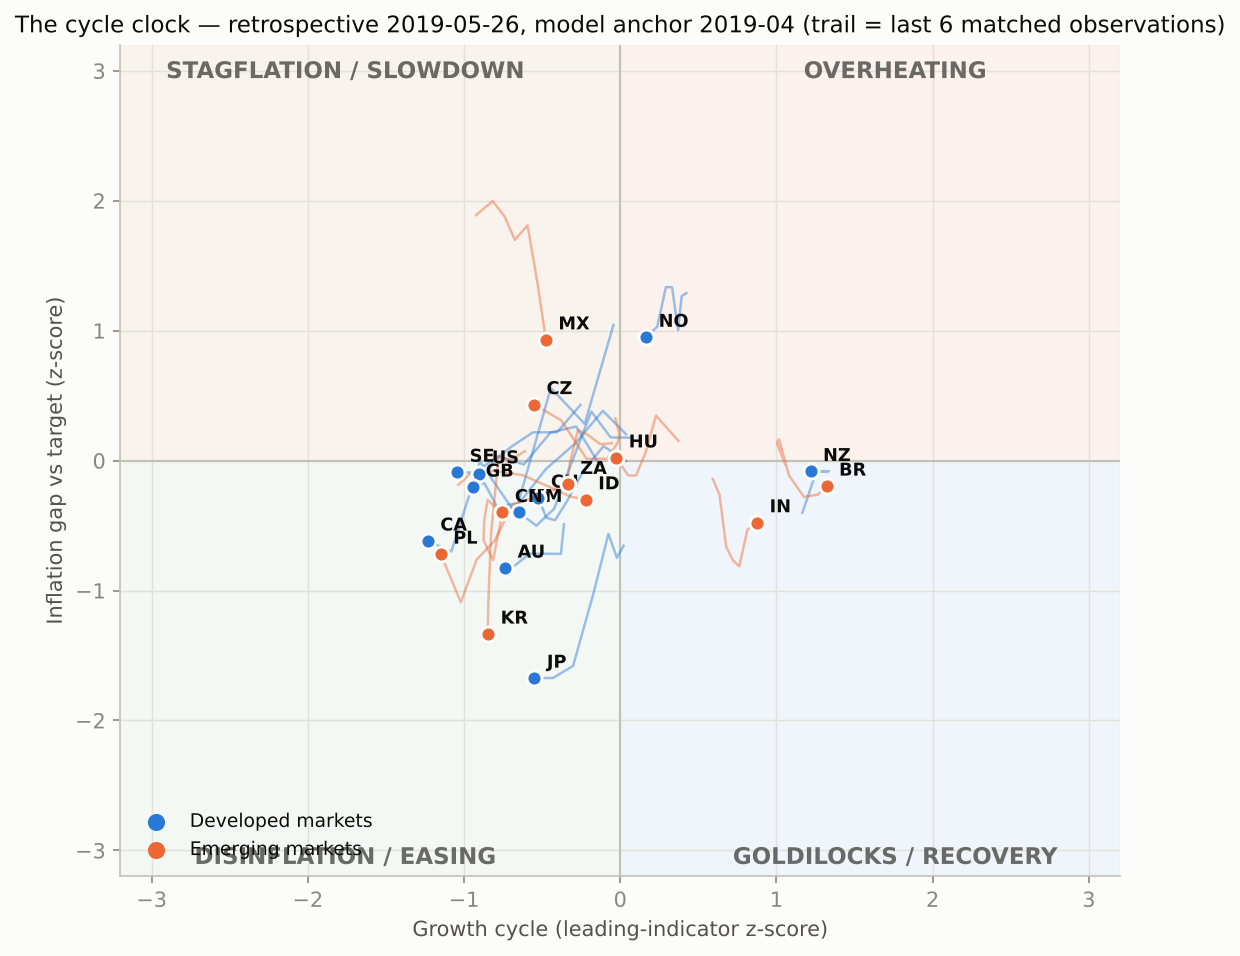 The cycle clock — retrospective 2019-05-26, model anchor 2019-04 (trail = last 6 matched observations)
STAGFLATION / SLOWDOWN
OVERHEATING
MX
NO
CZ
HU
SE
US
GB
ZA
ID
NZ
BR
CN
IN
CA
PL
AU
KR
JP
Developed markets
Emerging markets
DISINFLATION / EASING
GOLDILOCKS / RECOVERY
3
2
1
0
−1
−2
−3
−3
−2
−1
0
1
2
3
Inflation gap vs target (z-score)
Growth cycle (leading-indicator z-score)